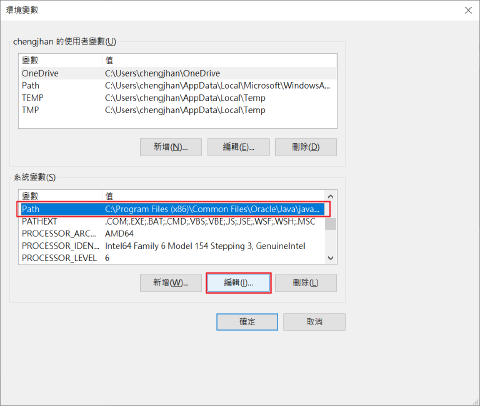 環境變數
chengjhan 的使用者變數(U)
變數 值
OneDrive C:\Users\chengjhan\OneDrive
Path C:\Users\chengjhan\AppData\Local\Microsoft\WindowsA...
TEMP C:\Users\chengjhan\AppData\Local\Temp
TMP C:\Users\chengjhan\AppData\Local\Temp
新增(N)... 編輯(E)... 刪除(D)
系統變數(S)
變數 值
Path C:\Program Files (x86)\Common Files\Oracle\Java\java...
PATHEXT .COM;.EXE;.BAT;.CMD;.VBS;.VBE;.JS;.JSE;.WSF;.WSH;.MSC
PROCESSOR_ARC... AMD64
PROCESSOR_IDEN... Intel64 Family 6 Model 154 Stepping 3, GenuineIntel
PROCESSOR_LEVEL 6
新增(W)... 編輯(I)... 刪除(L)
確定 取消